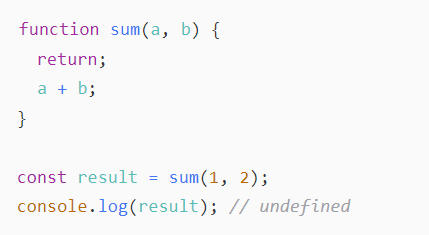 function sum(a, b) {
  return;
  a + b;
}

const result = sum(1, 2);
console.log(result); // undefined